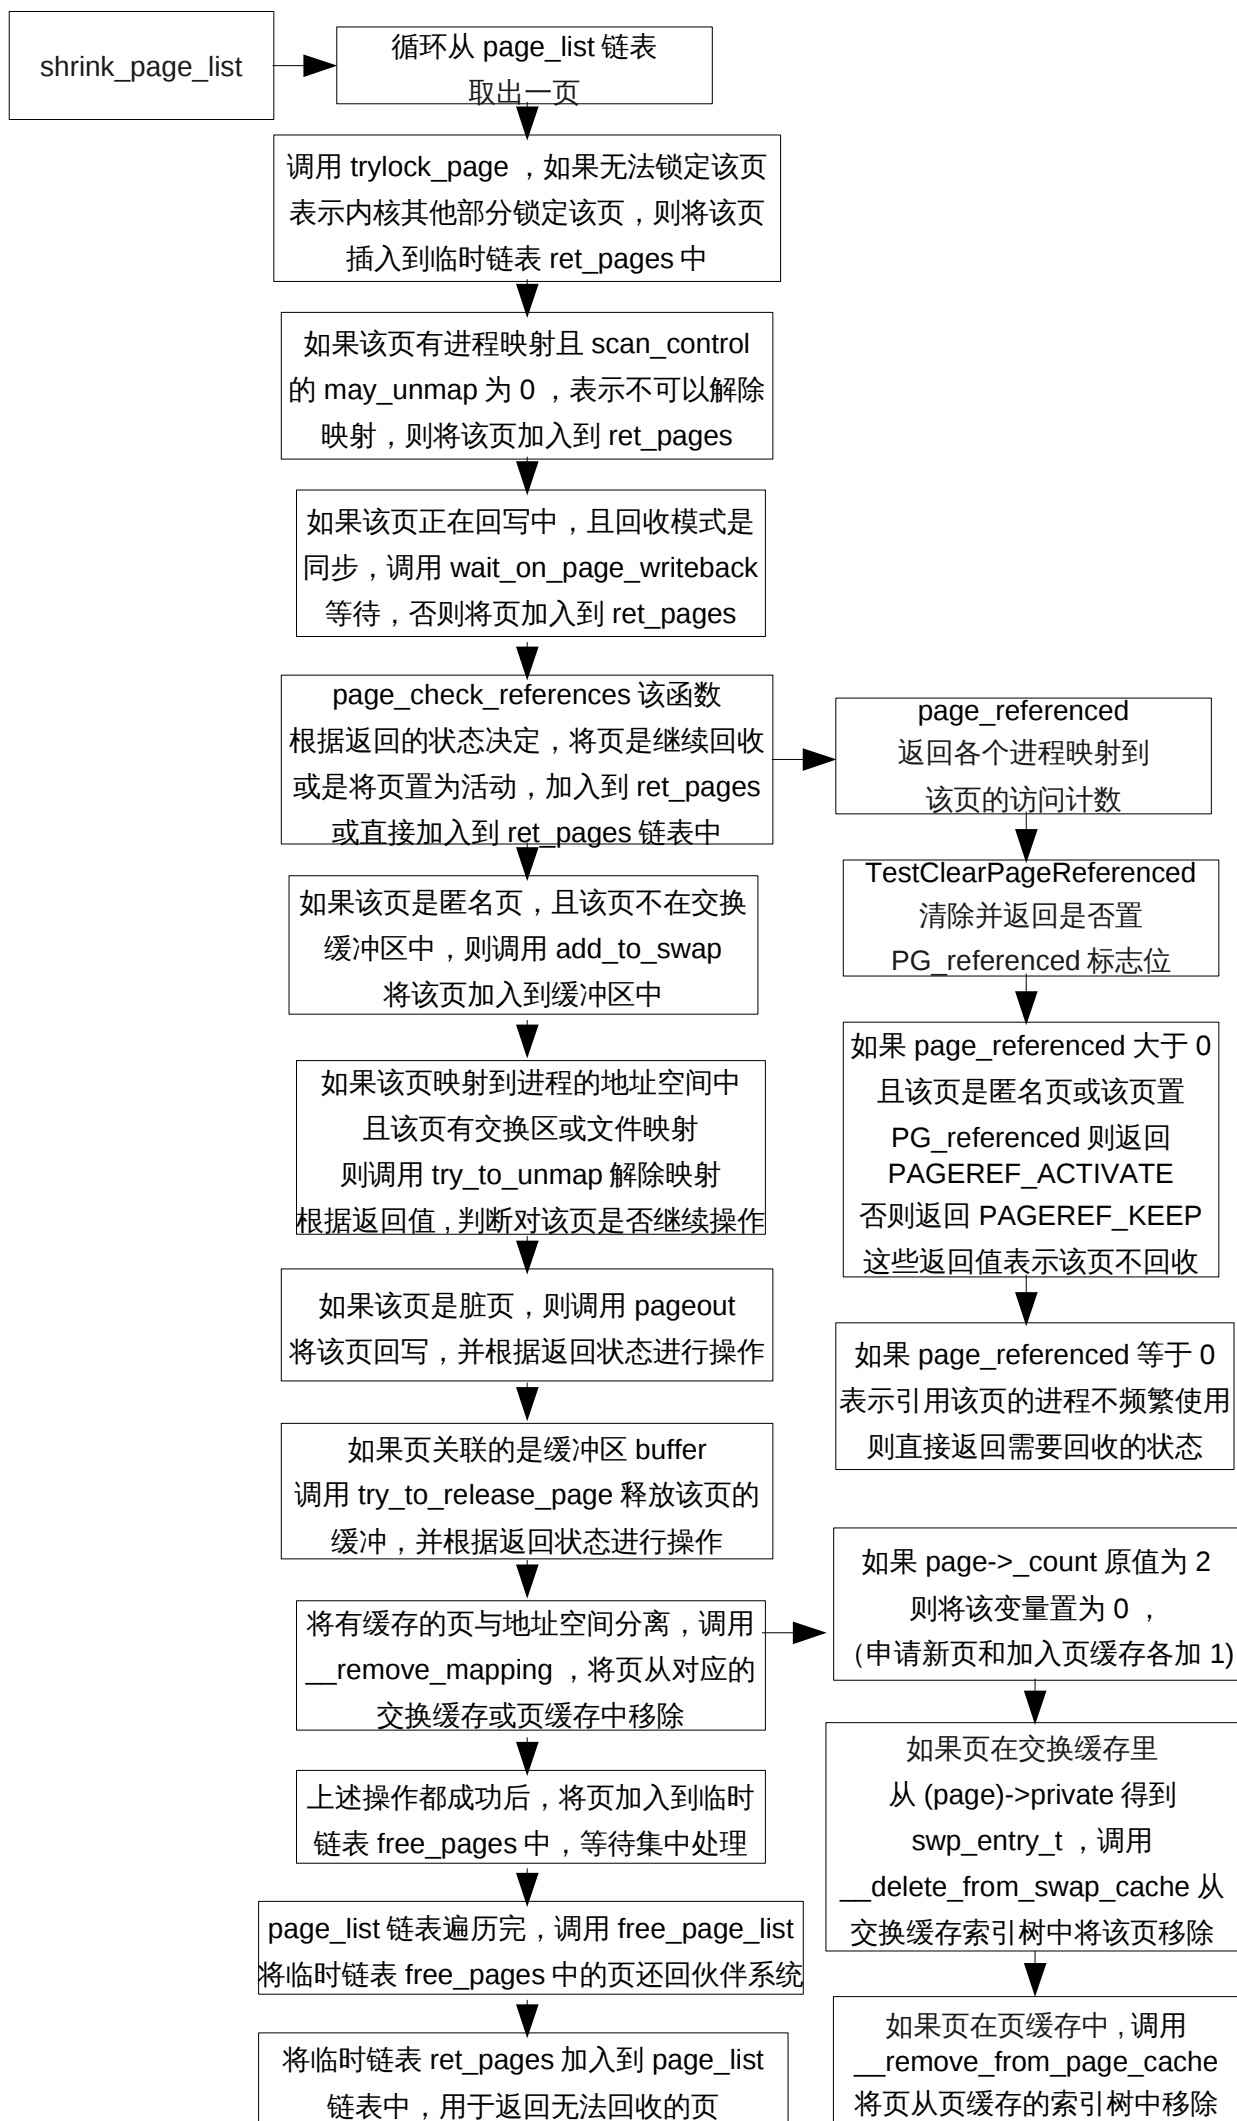 shrink_page_list
循环从 page_list 链表
取出一页
调用 trylock_page ，如果无法锁定该页
表示内核其他部分锁定该页，则将该页
插入到临时链表 ret_pages 中
如果该页有进程映射且 scan_control
的 may_unmap 为 0 ，表示不可以解除
映射，则将该页加入到 ret_pages
如果该页正在回写中，且回收模式是
同步，调用 wait_on_page_writeback
等待，否则将页加入到 ret_pages
page_check_references 该函数
根据返回的状态决定，将页是继续回收
或是将页置为活动，加入到 ret_pages
或直接加入到 ret_pages 链表中
page_referenced
返回各个进程映射到
该页的访问计数
TestClearPageReferenced
清除并返回是否置
PG_referenced 标志位
如果 page_referenced 大于 0
且该页是匿名页或该页置
PG_referenced 则返回
PAGEREF_ACTIVATE
否则返回 PAGEREF_KEEP
这些返回值表示该页不回收
如果 page_referenced 等于 0
表示引用该页的进程不频繁使用
则直接返回需要回收的状态
如果该页是匿名页，且该页不在交换
缓冲区中，则调用 add_to_swap
将该页加入到缓冲区中
如果该页映射到进程的地址空间中
且该页有交换区或文件映射
则调用 try_to_unmap 解除映射
根据返回值 , 判断对该页是否继续操作
如果该页是脏页，则调用 pageout
将该页回写，并根据返回状态进行操作
如果页关联的是缓冲区 buffer
调用 try_to_release_page 释放该页的
缓冲，并根据返回状态进行操作
将有缓存的页与地址空间分离，调用
__remove_mapping ，将页从对应的
交换缓存或页缓存中移除
如果 page->_count 原值为 2
则将该变量置为 0 ，
（申请新页和加入页缓存各加 1)
如果页在交换缓存里
从 (page)->private 得到
swp_entry_t ，调用
__delete_from_swap_cache 从
交换缓存索引树中将该页移除
如果页在页缓存中 , 调用
__remove_from_page_cache
将页从页缓存的索引树中移除
上述操作都成功后，将页加入到临时
链表 free_pages 中，等待集中处理
page_list 链表遍历完，调用 free_page_list
将临时链表 free_pages 中的页还回伙伴系统
将临时链表 ret_pages 加入到 page_list
链表中，用于返回无法回收的页